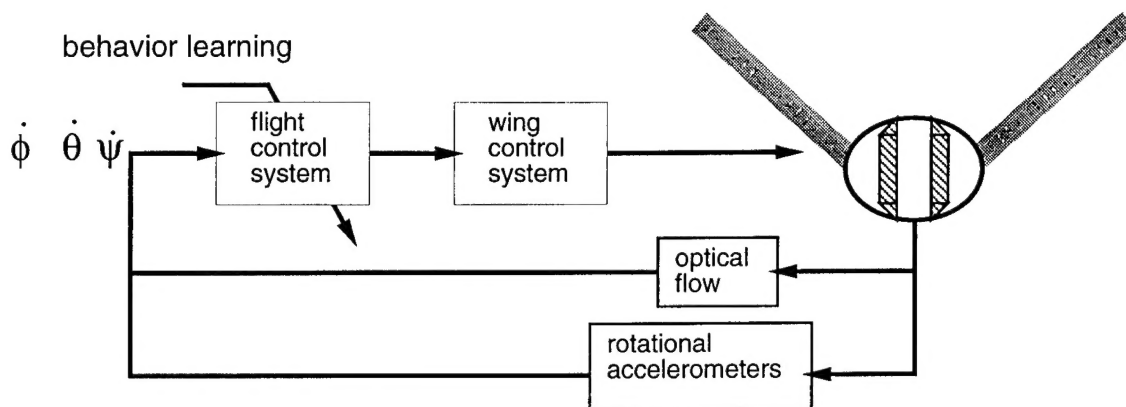 behavior learning
flight
control
system
wing
control
system
φ̇ θ̇ ψ̇
optical
flow
rotational
accelerometers